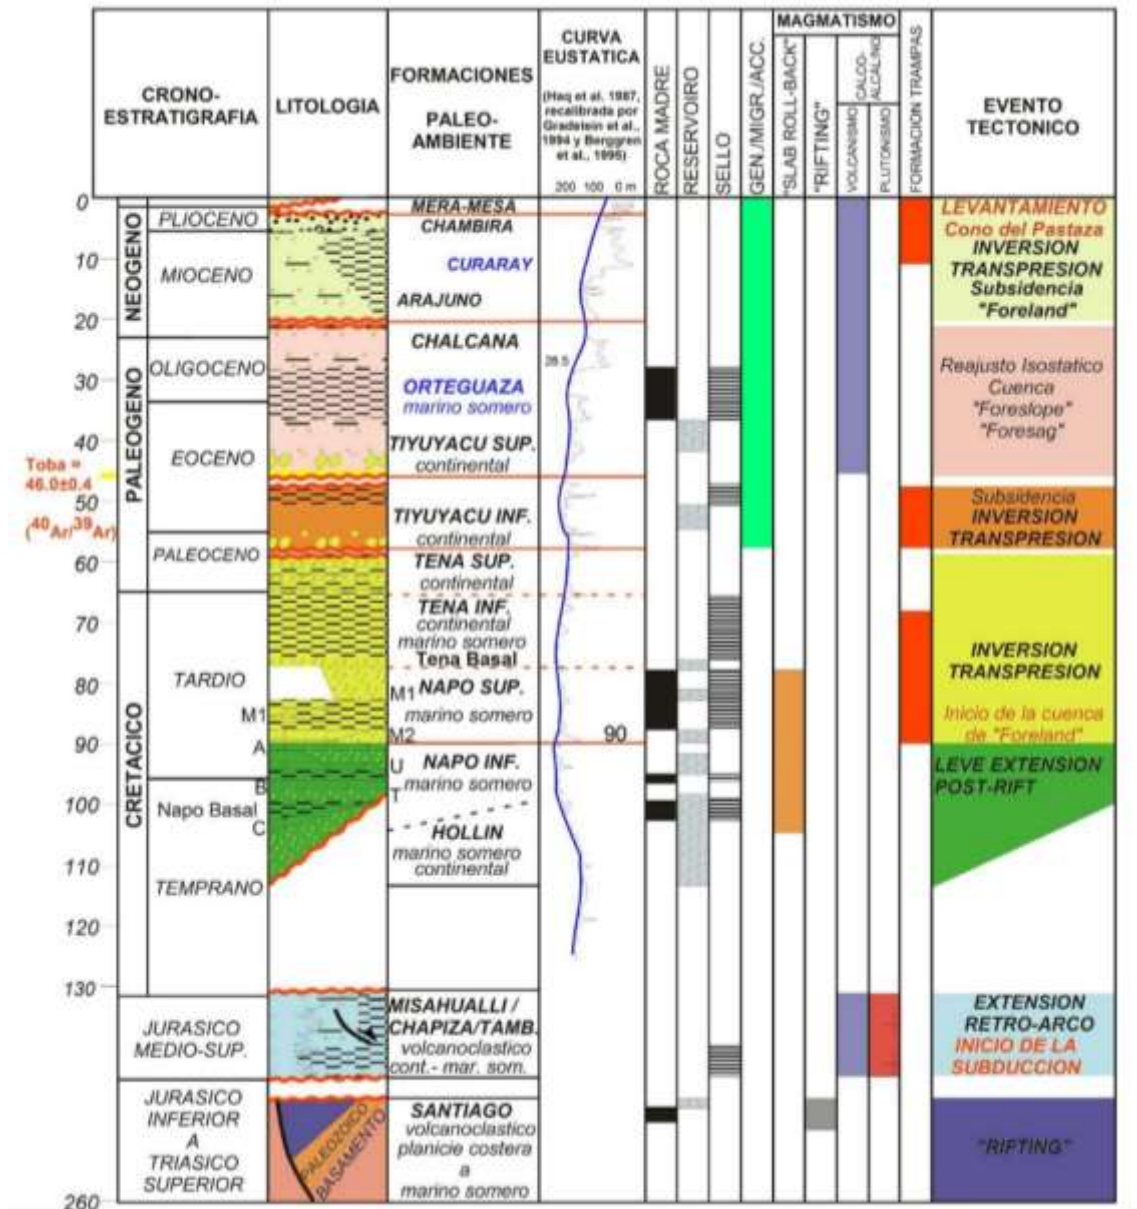 CRONO-
ESTRATIGRAFIA
LITOLOGIA
FORMACIONES
PALEO-
AMBIENTE
CURVA
EUSTATICA
(Haq et al. 1987,
recalibrada por
Gradstein et al.,
1994 y Berggren
et al., 1995)
200 100 0 m
ROCA MADRE
RESERVOIRO
SELLO
GEN./MIGR./ACC.
MAGMATISMO
"SLAB ROLL-BACK"
"RIFTING"
VOLCANISMO
CALCO-
ALCALINO
PLUTONISMO
FORMACION TRAMPAS
EVENTO
TECTONICO
0
10
20
30
40
50
60
70
80
90
100
110
120
130
260
Toba =
46.0±0.4
(40Ar/39Ar)
NEOGENO
PALEOGENO
CRETACICO
PLIOCENO
MIOCENO
OLIGOCENO
EOCENO
PALEOCENO
TARDIO
M1
A
B
Napo Basal
C
TEMPRANO
JURASICO
MEDIO-SUP.
JURASICO
INFERIOR
A
TRIASICO
SUPERIOR
PALEOZOICO
BASAMENTO
MERA-MESA
CHAMBIRA
CURARAY
ARAJUNO
CHALCANA
ORTEGUAZA
marino somero
TIYUYACU SUP.
continental
TIYUYACU INF.
continental
TENA SUP.
continental
TENA INF.
continental
marino somero
Tena Basal
M1 NAPO SUP.
marino somero
M2
U NAPO INF.
marino somero
T
HOLLIN
marino somero
continental
MISAHUALLI /
CHAPIZA/TAMB.
volcanoclastico
cont.- mar. som.
SANTIAGO
volcanoclastico
planicie costera
a
marino somero
28.5
90
LEVANTAMIENTO
Cono del Pastaza
INVERSION
TRANSPRESION
Subsidencia
"Foreland"
Reajusto Isostatico
Cuenca
"Foreslope"
"Foresag"
Subsidencia
INVERSION
TRANSPRESION
INVERSION
TRANSPRESION
Inicio de la cuenca
de "Foreland"
LEVE EXTENSION
POST-RIFT
EXTENSION
RETRO-ARCO
INICIO DE LA
SUBDUCCION
"RIFTING"